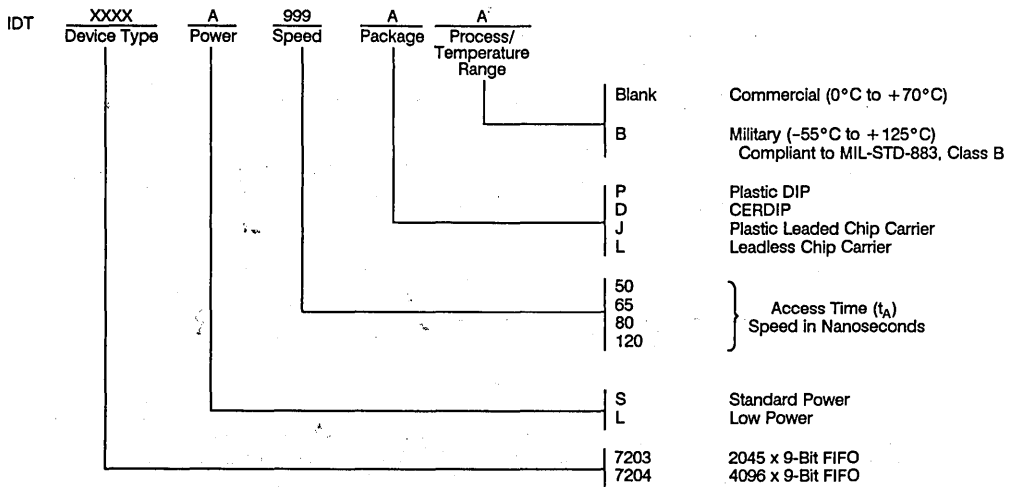 IDT XXXX A 999 A A
Device Type Power Speed Package Process/
Temperature
Range
Blank Commercial (0°C to +70°C)
B Military (–55°C to +125°C)
Compliant to MIL-STD-883, Class B
P Plastic DIP
D CERDIP
J Plastic Leaded Chip Carrier
L Leadless Chip Carrier
50
65
80
120
Access Time (tA)
Speed in Nanoseconds
S Standard Power
L Low Power
7203 2045 x 9-Bit FIFO
7204 4096 x 9-Bit FIFO